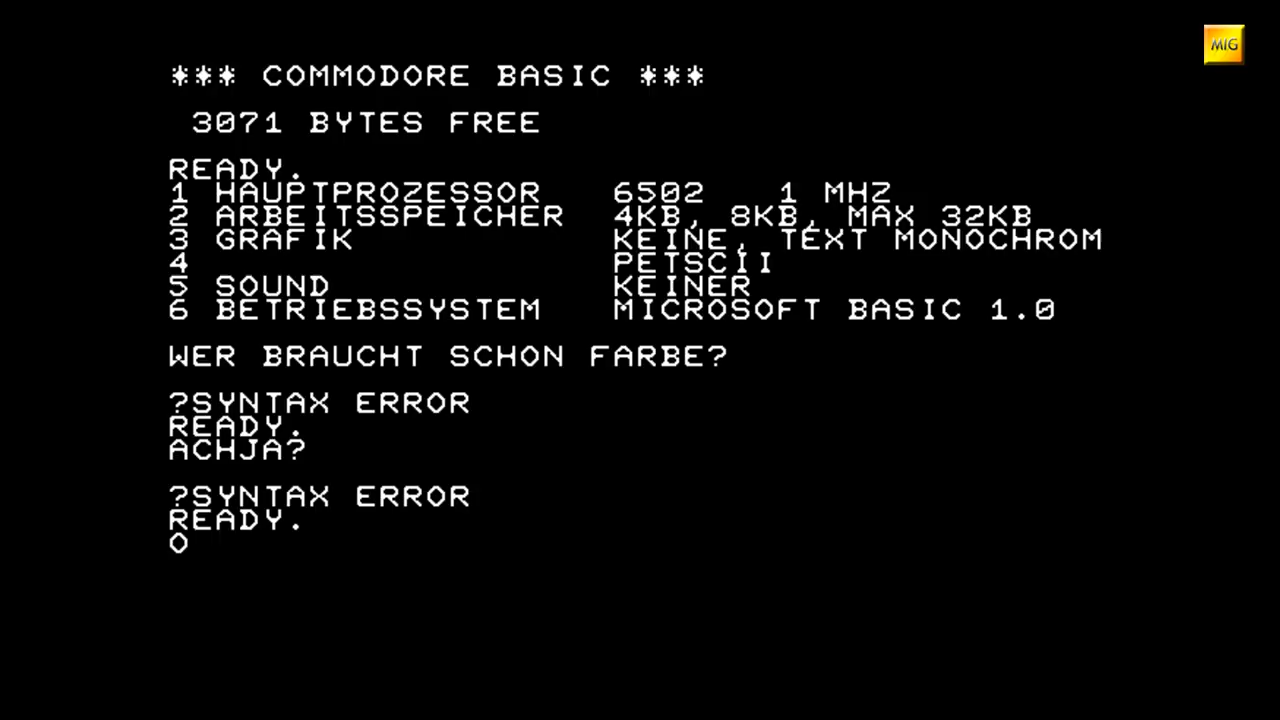 MIG
*** COMMODORE BASIC ***
3071 BYTES FREE
READY.
1 HAUPTPROZESSOR 6502 1 MHZ
2 ARBEITSSPEICHER 4KB, 8KB, MAX 32KB
3 GRAFIK KEINE, TEXT MONOCHROM
4 PETSCII
5 SOUND KEINER
6 BETRIEBSSYSTEM MICROSOFT BASIC 1.0
WER BRAUCHT SCHON FARBE?
?SYNTAX ERROR
READY.
ACHJA?
?SYNTAX ERROR
READY.
O